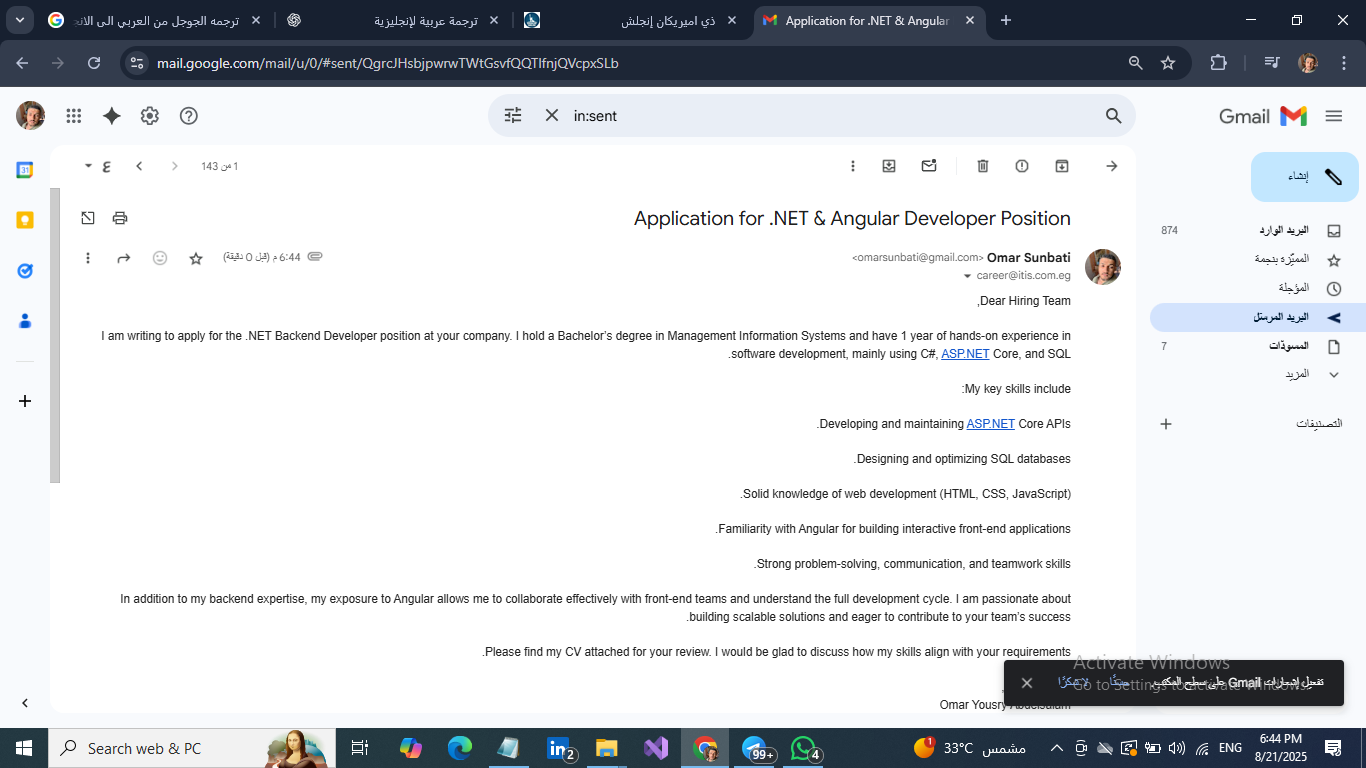 ترجمه الجوجل من العربي الى الانج
ترجمة عربية لإنجليزية
ذي اميريكان إنجلش
Application for .NET & Angular
mail.google.com/mail/u/0/#sent/QgrcJHsbjpwrwTWtGsvfQQTlfnjQVcpxSLb
in:sent
Gmail
1 من 143
ع
إنشاء
البريد الوارد
874
المميّزة بنجمة
المؤجلة
البريد المرسَل
المسودّات
7
المزيد
التصنيفات
31
Application for .NET & Angular Developer Position
Omar Sunbati <omarsunbati@gmail.com>
6:44 م (قبل 0 دقيقة)
career@itis.com.eg
Dear Hiring Team,
I am writing to apply for the .NET Backend Developer position at your company. I hold a Bachelor’s degree in Management Information Systems and have 1 year of hands-on experience in
software development, mainly using C#, ASP.NET Core, and SQL.
My key skills include:
Developing and maintaining ASP.NET Core APIs.
Designing and optimizing SQL databases.
Solid knowledge of web development (HTML, CSS, JavaScript).
Familiarity with Angular for building interactive front-end applications.
Strong problem-solving, communication, and teamwork skills.
In addition to my backend expertise, my exposure to Angular allows me to collaborate effectively with front-end teams and understand the full development cycle. I am passionate about
building scalable solutions and eager to contribute to your team’s success.
Please find my CV attached for your review. I would be glad to discuss how my skills align with your requirements.
Omar Yousry Abdelsalam
Activate Windows
Go to Settings to activate Windows.
تفعيل إشعارات Gmail على سطح المكتب.
حسنًا
لا شكرًا
Search web & PC
2
99+
4
1
33°C مشمس
ENG
6:44 PM
8/21/2025